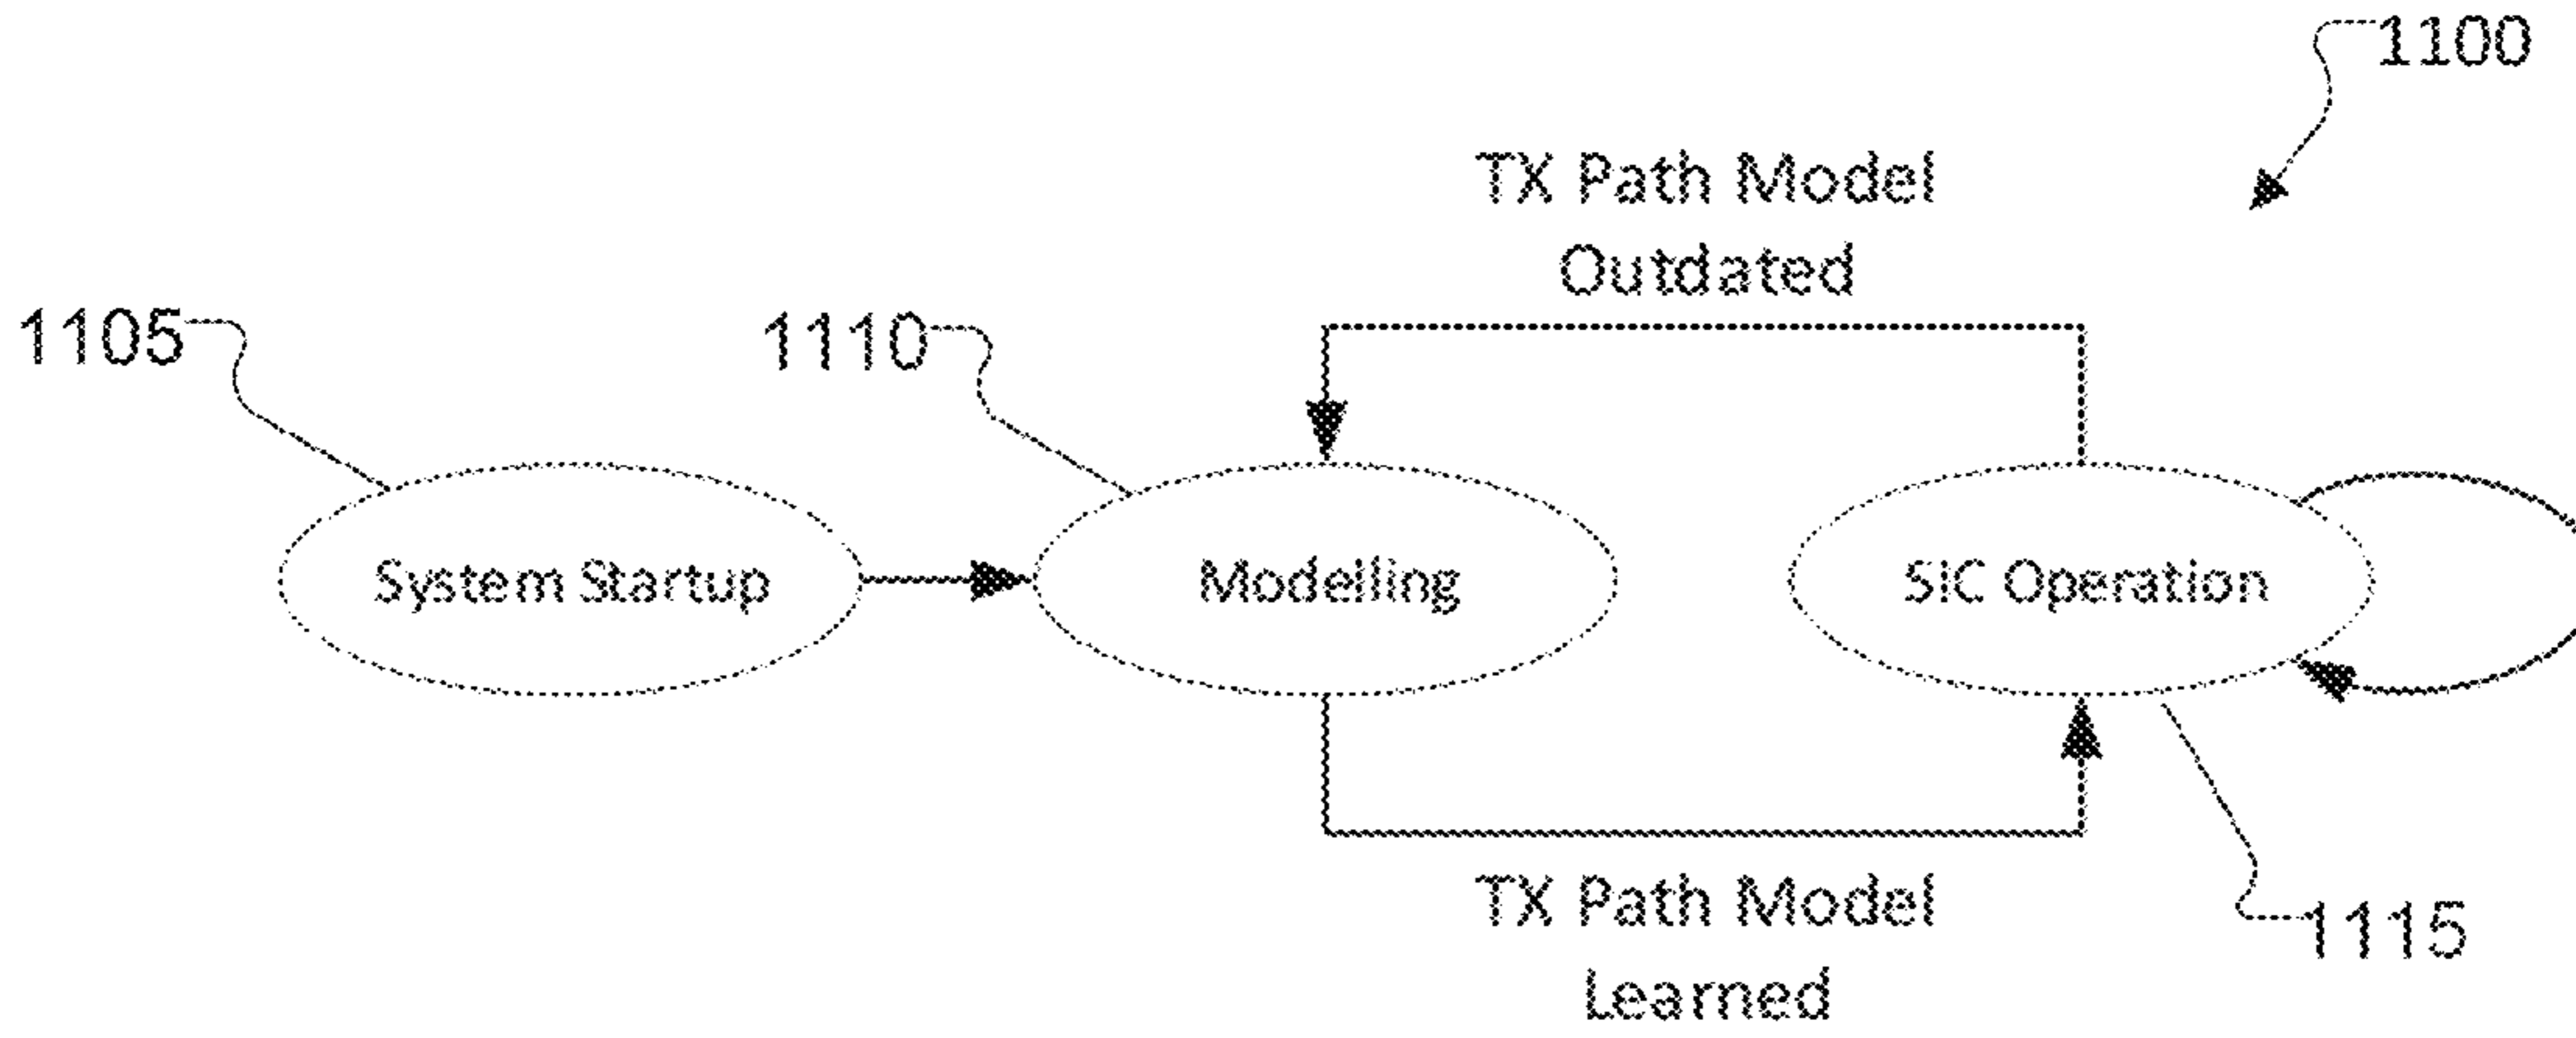 1100
TX Path Model
Outdated
1105
1110
System Startup
Modelling
SIC Operation
TX Path Model
Learned
1115